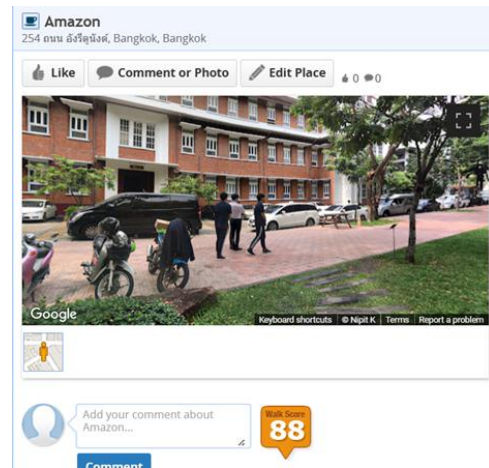 Amazon
254 ถนน อังรีดูนังต์, Bangkok, Bangkok
Like
Comment or Photo
Edit Place
0
0
Google
Keyboard shortcuts
© Nipit K
Terms
Report a problem
Add your comment about
Amazon...
Walk Score
88
Comment